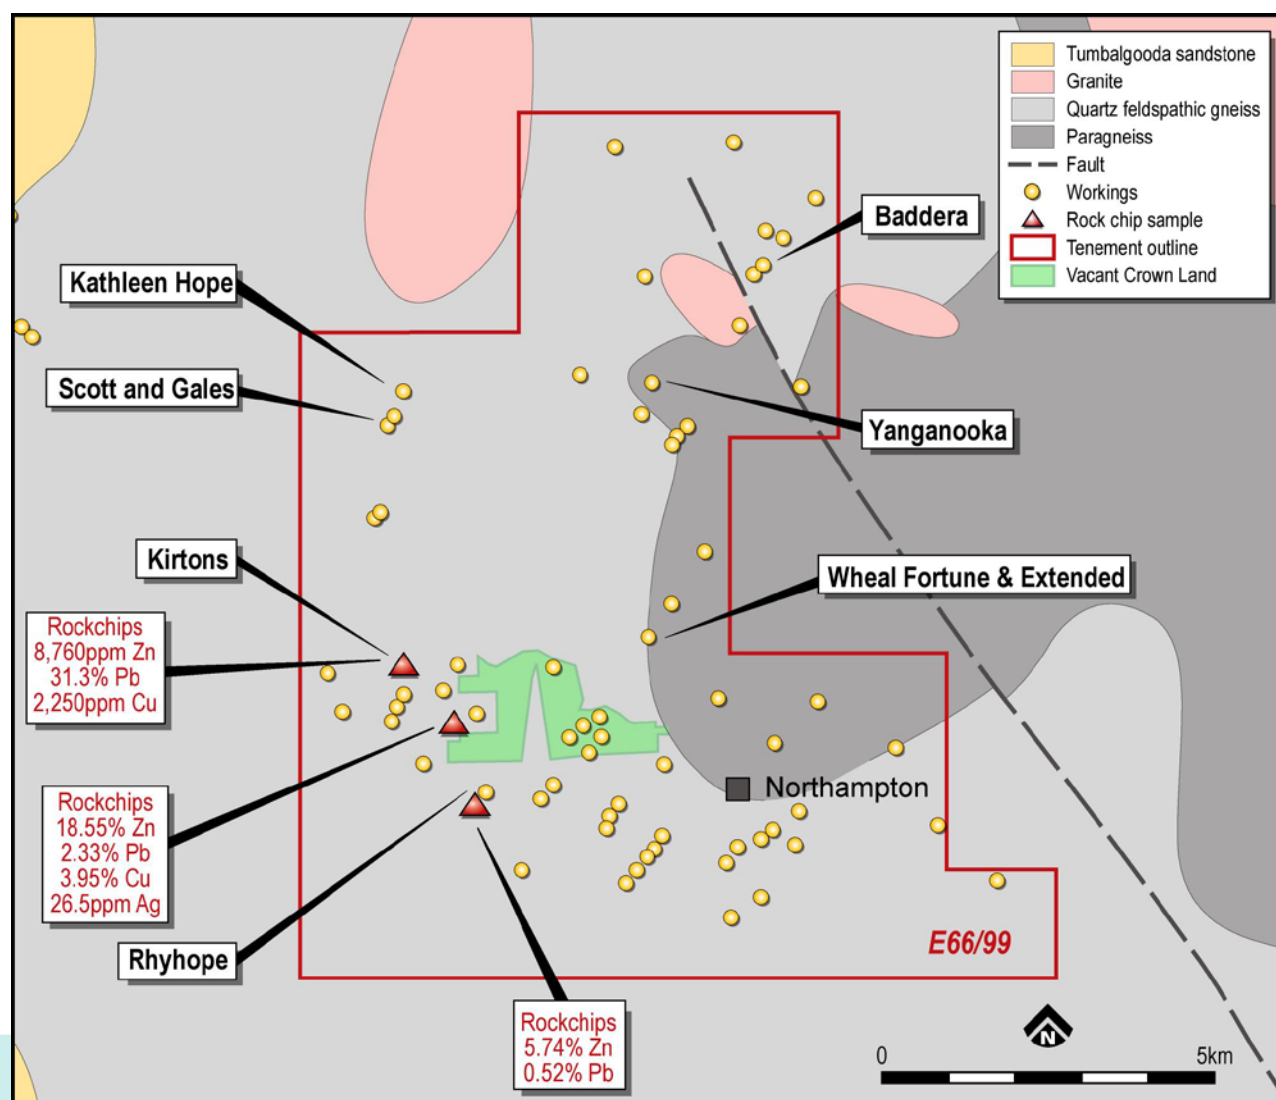 Tumbalgooda sandstone
Granite
Quartz feldspathic gneiss
Paragneiss
Fault
Workings
Rock chip sample
Tenement outline
Vacant Crown Land
Baddera
Kathleen Hope
Scott and Gales
Yanganooka
Kirtons
Wheal Fortune & Extended
Rockchips
8,760ppm Zn
31.3% Pb
2,250ppm Cu
Northampton
Rockchips
18.55% Zn
2.33% Pb
3.95% Cu
26.5ppm Ag
Rhyhope
E66/99
Rockchips
5.74% Zn
0.52% Pb
N
0 5km